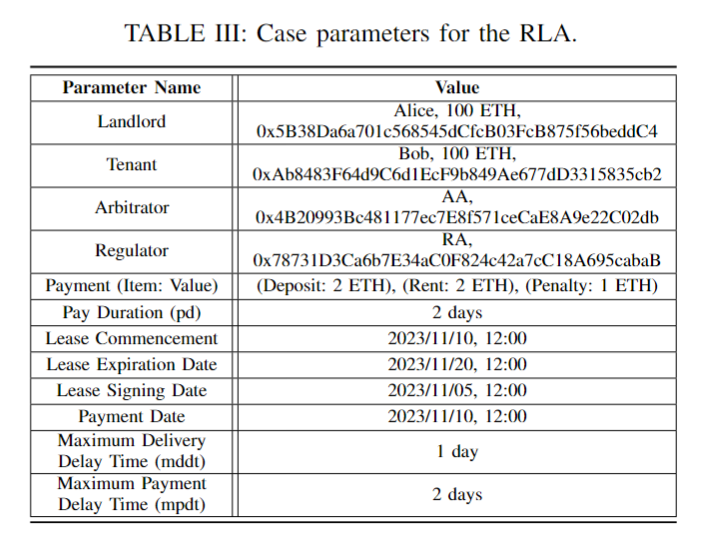 TABLE III: Case parameters for the RLA.
Parameter Name Value
Landlord Alice, 100 ETH,
0x5B38Da6a701c568545dCfcB03FcB875f56beddC4
Tenant Bob, 100 ETH,
0xAb8483F64d9C6d1EcF9b849Ae677dD3315835cb2
Arbitrator AA,
0x4B20993Bc481177ec7E8f571ceCaE8A9e22C02db
Regulator RA,
0x78731D3Ca6b7E34aC0F824c42a7cC18A695cabaB
Payment (Item: Value) (Deposit: 2 ETH), (Rent: 2 ETH), (Penalty: 1 ETH)
Pay Duration (pd) 2 days
Lease Commencement 2023/11/10, 12:00
Lease Expiration Date 2023/11/20, 12:00
Lease Signing Date 2023/11/05, 12:00
Payment Date 2023/11/10, 12:00
Maximum Delivery
Delay Time (mddt) 1 day
Maximum Payment
Delay Time (mpdt) 2 days